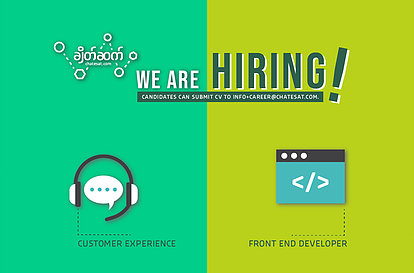 ချိတ်ဆက်
chatesat.com
WE ARE HIRING!
CANDIDATES CAN SUBMIT CV TO INFO+CAREER@CHATESAT.COM.
</>
CUSTOMER EXPERIENCE
FRONT END DEVELOPER